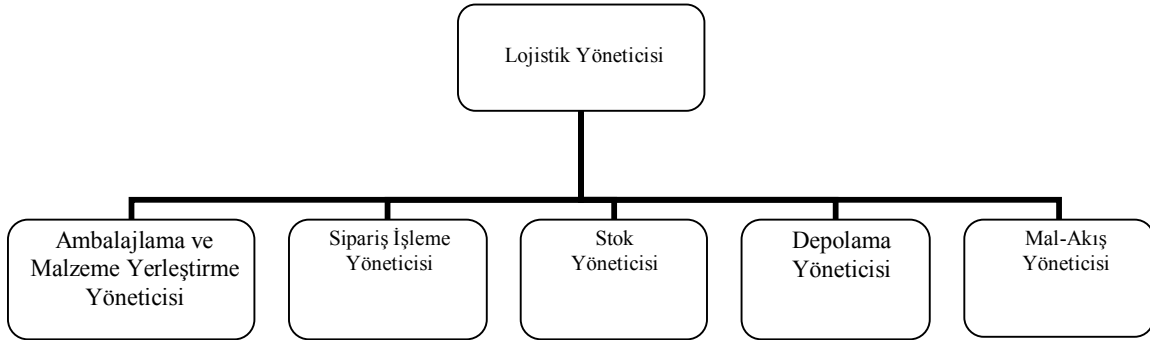 Lojistik Yöneticisi
Ambalajlama ve
Malzeme Yerleştirme
Yöneticisi
Sipariş İşleme
Yöneticisi
Stok
Yöneticisi
Depolama
Yöneticisi
Mal-Akış
Yöneticisi